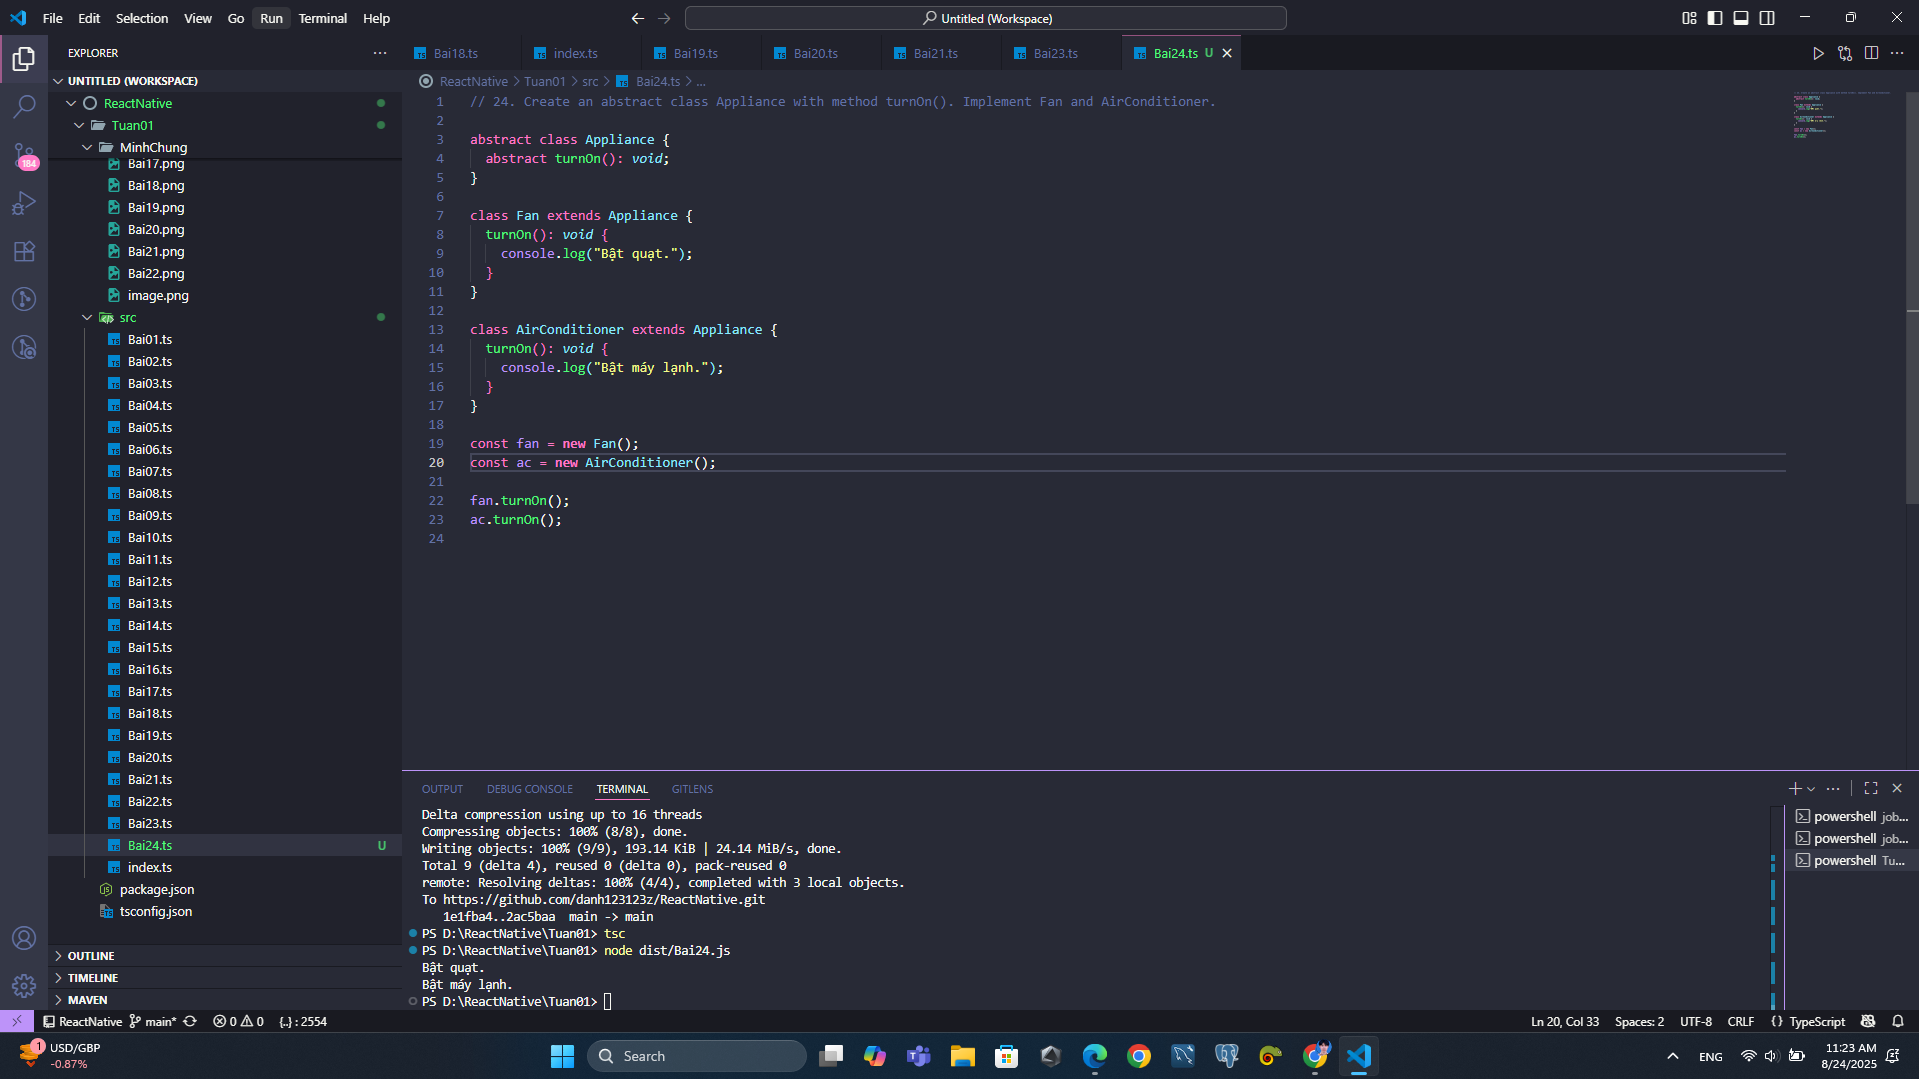 File Edit Selection View Go Run Terminal Help
Untitled (Workspace)
EXPLORER
Bai18.ts index.ts Bai19.ts Bai20.ts Bai21.ts Bai23.ts Bai24.ts U
UNTITLED (WORKSPACE)
ReactNative
Tuan01
MinhChung
Bai17.png
Bai18.png
Bai19.png
Bai20.png
Bai21.png
Bai22.png
image.png
src
Bai01.ts
Bai02.ts
Bai03.ts
Bai04.ts
Bai05.ts
Bai06.ts
Bai07.ts
Bai08.ts
Bai09.ts
Bai10.ts
Bai11.ts
Bai12.ts
Bai13.ts
Bai14.ts
Bai15.ts
Bai16.ts
Bai17.ts
Bai18.ts
Bai19.ts
Bai20.ts
Bai21.ts
Bai22.ts
Bai23.ts
Bai24.ts U
index.ts
package.json
tsconfig.json
OUTLINE
TIMELINE
MAVEN
184
ReactNative > Tuan01 > src > Bai24.ts > ...
1 // 24. Create an abstract class Appliance with method turnOn(). Implement Fan and AirConditioner.
2
3 abstract class Appliance {
4 abstract turnOn(): void;
5 }
6
7 class Fan extends Appliance {
8 turnOn(): void {
9 console.log("Bật quạt.");
10 }
11 }
12
13 class AirConditioner extends Appliance {
14 turnOn(): void {
15 console.log("Bật máy lạnh.");
16 }
17 }
18
19 const fan = new Fan();
20 const ac = new AirConditioner();
21
22 fan.turnOn();
23 ac.turnOn();
24
OUTPUT DEBUG CONSOLE TERMINAL GITLENS
Delta compression using up to 16 threads
Compressing objects: 100% (8/8), done.
Writing objects: 100% (9/9), 193.14 KiB | 24.14 MiB/s, done.
Total 9 (delta 4), reused 0 (delta 0), pack-reused 0
remote: Resolving deltas: 100% (4/4), completed with 3 local objects.
To https://github.com/danh123123z/ReactNative.git
1e1fba4..2ac5baa main -> main
PS D:\ReactNative\Tuan01> tsc
PS D:\ReactNative\Tuan01> node dist/Bai24.js
Bật quạt.
Bật máy lạnh.
PS D:\ReactNative\Tuan01>
powershell job...
powershell job...
powershell Tu...
ReactNative main* 0 0 {..} : 2554
Ln 20, Col 33 Spaces: 2 UTF-8 CRLF {} TypeScript
1
USD/GBP
-0.87%
Search
ENG
11:23 AM
8/24/2025